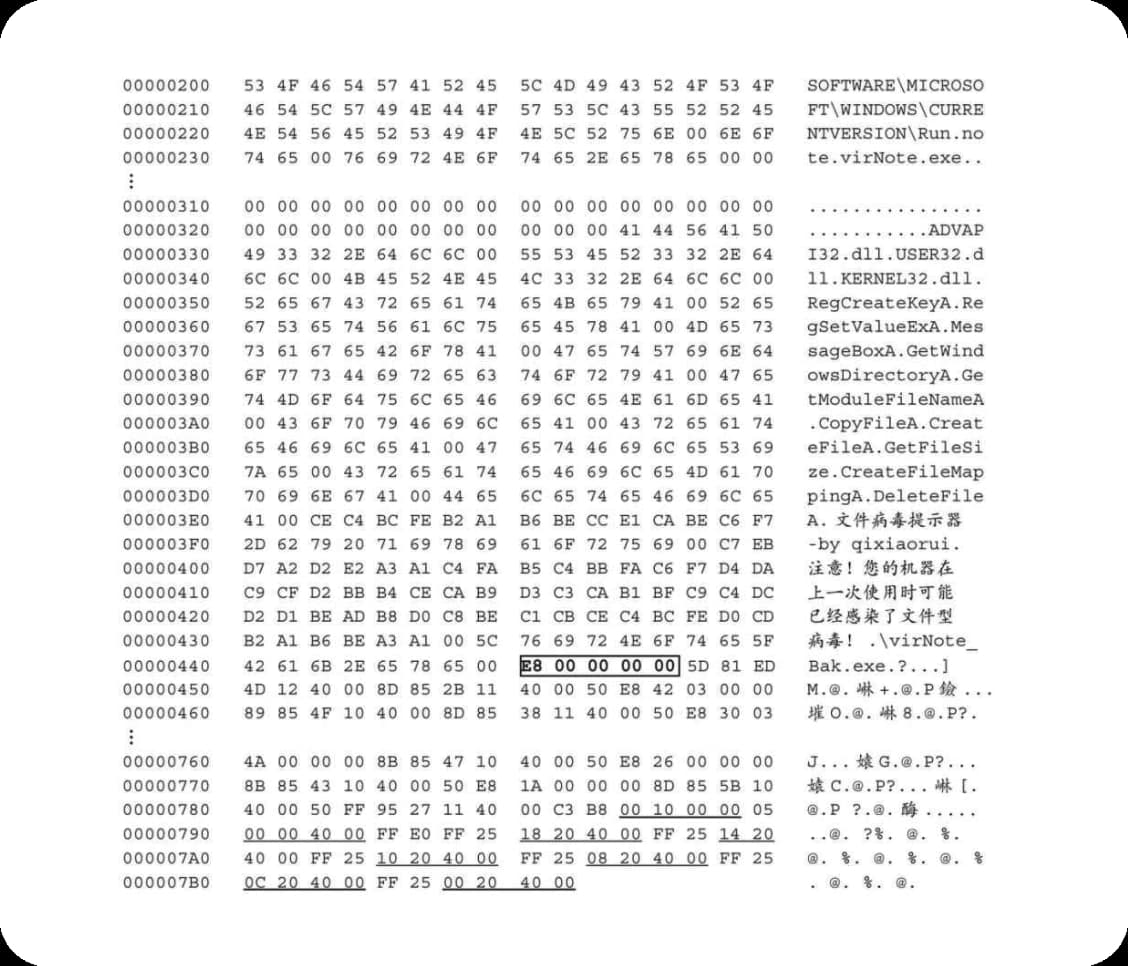 00000200 53 4F 46 54 57 41 52 45 5C 4D 49 43 52 4F 53 4F SOFTWARE\MICROSO
00000210 46 54 5C 57 49 4E 44 4F 57 53 5C 43 55 52 52 45 FT\WINDOWS\CURRE
00000220 4E 54 56 45 52 53 49 4F 4E 5C 52 75 6E 00 6E 6F NTVERSION\Run.no
00000230 74 65 00 76 69 72 4E 6F 74 65 2E 65 78 65 00 00 te.virNote.exe..
⋮
00000310 00 00 00 00 00 00 00 00 00 00 00 00 00 00 00 00 ................
00000320 00 00 00 00 00 00 00 00 00 00 00 41 44 56 41 50 ...........ADVAP
00000330 49 33 32 2E 64 6C 6C 00 55 53 45 52 33 32 2E 64 I32.dll.USER32.d
00000340 6C 6C 00 4B 45 52 4E 45 4C 33 32 2E 64 6C 6C 00 ll.KERNEL32.dll.
00000350 52 65 67 43 72 65 61 74 65 4B 65 79 41 00 52 65 RegCreateKeyA.Re
00000360 67 53 65 74 56 61 6C 75 65 45 78 41 00 4D 65 73 gSetValueExA.Mes
00000370 73 61 67 65 42 6F 78 41 00 47 65 74 57 69 6E 64 sageBoxA.GetWind
00000380 6F 77 73 44 69 72 65 63 74 6F 72 79 41 00 47 65 owsDirectoryA.Ge
00000390 74 4D 6F 64 75 6C 65 46 69 6C 65 4E 61 6D 65 41 tModuleFileNameA
000003A0 00 43 6F 70 79 46 69 6C 65 41 00 43 72 65 61 74 .CopyFileA.Creat
000003B0 65 46 69 6C 65 41 00 47 65 74 46 69 6C 65 53 69 eFileA.GetFileSi
000003C0 7A 65 00 43 72 65 61 74 65 46 69 6C 65 4D 61 70 ze.CreateFileMap
000003D0 70 69 6E 67 41 00 44 65 6C 65 74 65 46 69 6C 65 pingA.DeleteFile
000003E0 41 00 CE C4 BC FE B2 A1 B6 BE CC E1 CA BE C6 F7 A. 文件病毒提示器
000003F0 2D 62 79 20 71 69 78 69 61 6F 72 75 69 00 C7 EB -by qixiaorui.
00000400 D7 A2 D2 E2 A3 A1 C4 FA B5 C4 BB FA C6 F7 D4 DA 注意! 您的机器在
00000410 C9 CF D2 BB B4 CE CA B9 D3 C3 CA B1 BF C9 C4 DC 上一次使用时可能
00000420 D2 D1 BE AD B8 D0 C8 BE C1 CB CE C4 BC FE D0 CD 已经感染了文件型
00000430 B2 A1 B6 BE A3 A1 00 5C 76 69 72 4E 6F 74 65 5F 病毒! .\virNote_
00000440 42 61 6B 2E 65 78 65 00 E8 00 00 00 00 5D 81 ED Bak.exe.?...]
00000450 4D 12 40 00 8D 85 2B 11 40 00 50 E8 42 03 00 00 M.@. 崊 +.@.P 鑜 ...
00000460 89 85 4F 10 40 00 8D 85 38 11 40 00 50 E8 30 03 墔 O.@. 崊 8.@.P?.
⋮
00000760 4A 00 00 00 8B 85 47 10 40 00 50 E8 26 00 00 00 J... 媴 G.@.P?...
00000770 8B 85 43 10 40 00 50 E8 1A 00 00 00 8D 85 5B 10 媴 C.@.P?... 崊 [.
00000780 40 00 50 FF 95 27 11 40 00 C3 B8 00 10 00 00 05 @.P ?.@. 酶 .....
00000790 00 00 40 00 FF E0 FF 25 18 20 40 00 FF 25 14 20 ..@. ?%. @. %.
000007A0 40 00 FF 25 10 20 40 00 FF 25 08 20 40 00 FF 25 @. %. @. %. @. %
000007B0 0C 20 40 00 FF 25 00 20 40 00 . @. %. @.